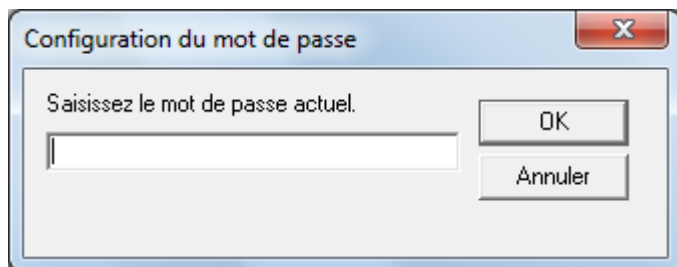 Configuration du mot de passe
Saisissez le mot de passe actuel.
OK
Annuler